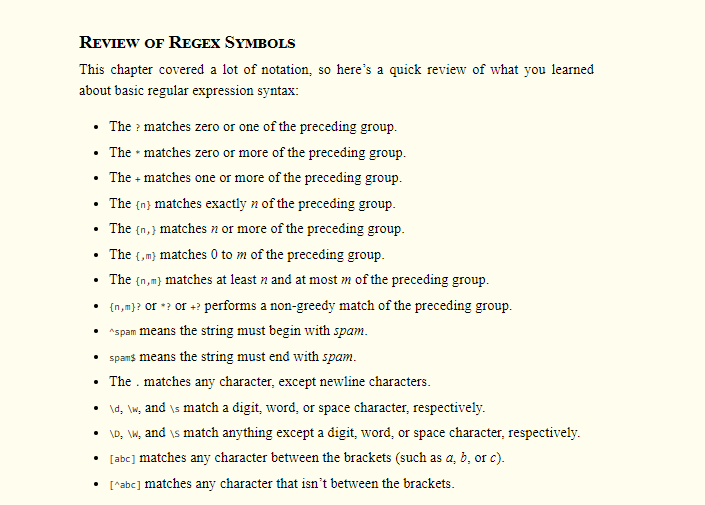 REVIEW OF REGEX SYMBOLS
This chapter covered a lot of notation, so here's a quick review of what you learned
about basic regular expression syntax:
• The ? matches zero or one of the preceding group.
• The * matches zero or more of the preceding group.
• The + matches one or more of the preceding group.
• The {n} matches exactly n of the preceding group.
• The {n,} matches n or more of the preceding group.
• The {,m} matches 0 to m of the preceding group.
• The {n,m} matches at least n and at most m of the preceding group.
• {n,m}? or *? or +? performs a non-greedy match of the preceding group.
• ^spam means the string must begin with spam.
• spam$ means the string must end with spam.
• The . matches any character, except newline characters.
• \d, \w, and \s match a digit, word, or space character, respectively.
• \D, \W, and \s match anything except a digit, word, or space character, respectively.
• [abc] matches any character between the brackets (such as a, b, or c).
• [^abc] matches any character that isn't between the brackets.